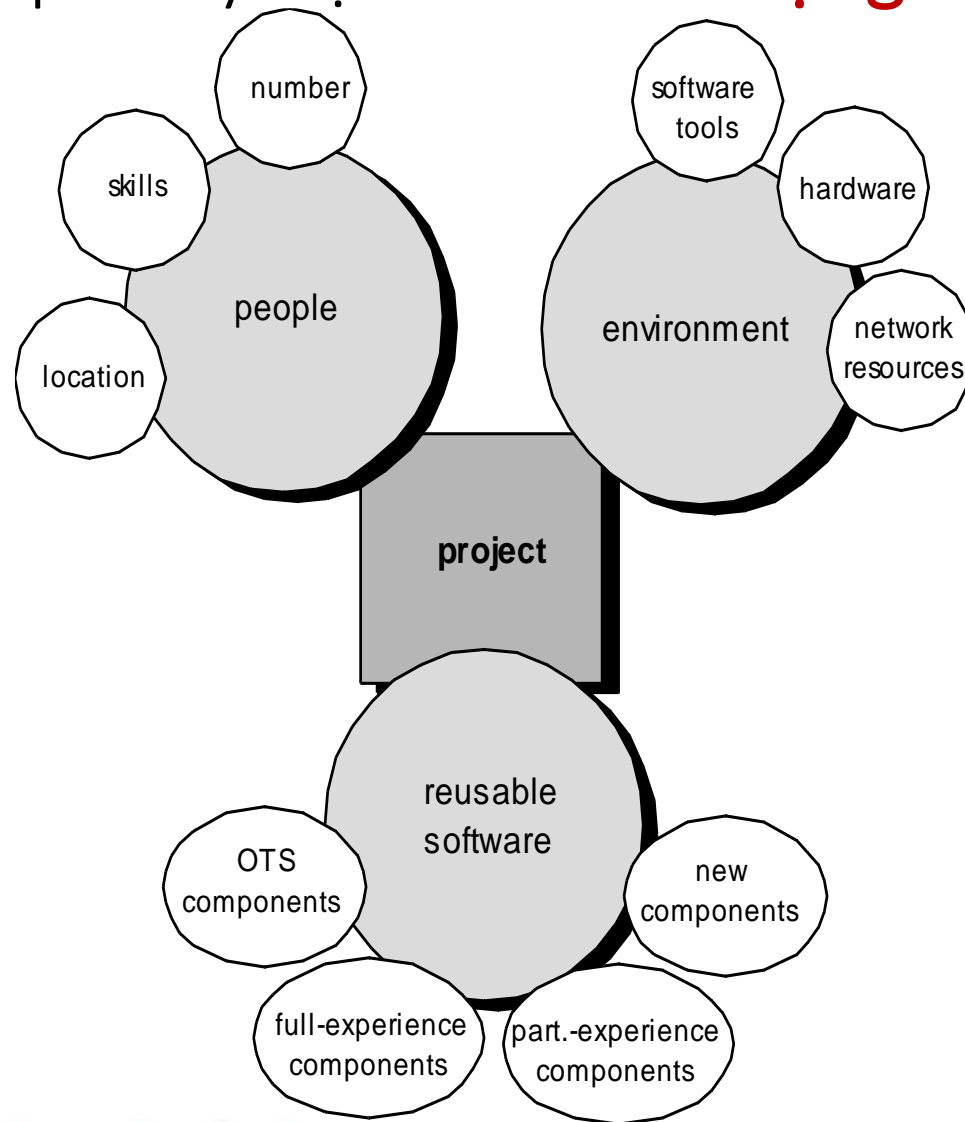 number
skills
people
location
software
tools
hardware
environment
network
resources
project
reusable
software
OTS
components
new
components
full-experience
components
part.-experience
components